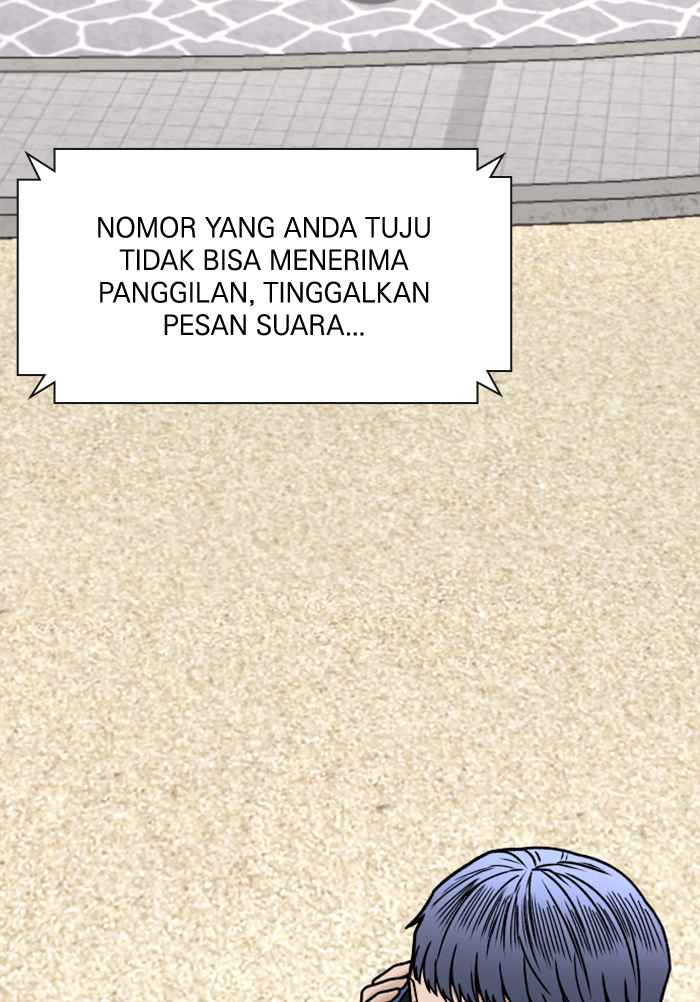 NOMOR YANG ANDA TUJU
TIDAK BISA MENERIMA
PANGGILAN, TINGGALKAN
PESAN SUARA...